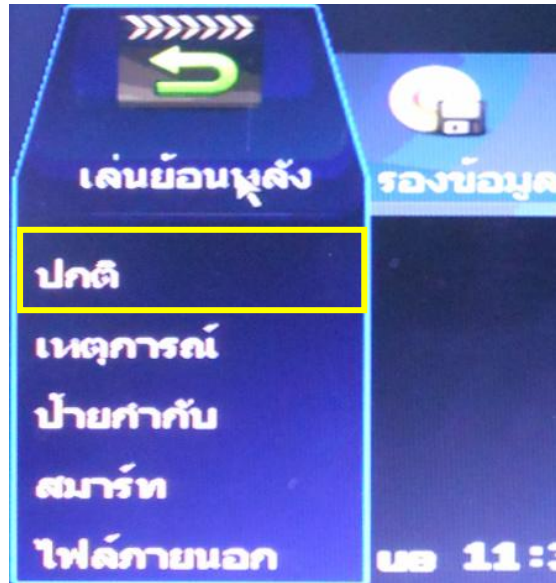 เล่นย้อนหลัง
รองข้อมูล
ปกติ
เหตุการณ์
ป้ายกำกับ
สมาร์ท
ไฟล์ภายนอก
11: